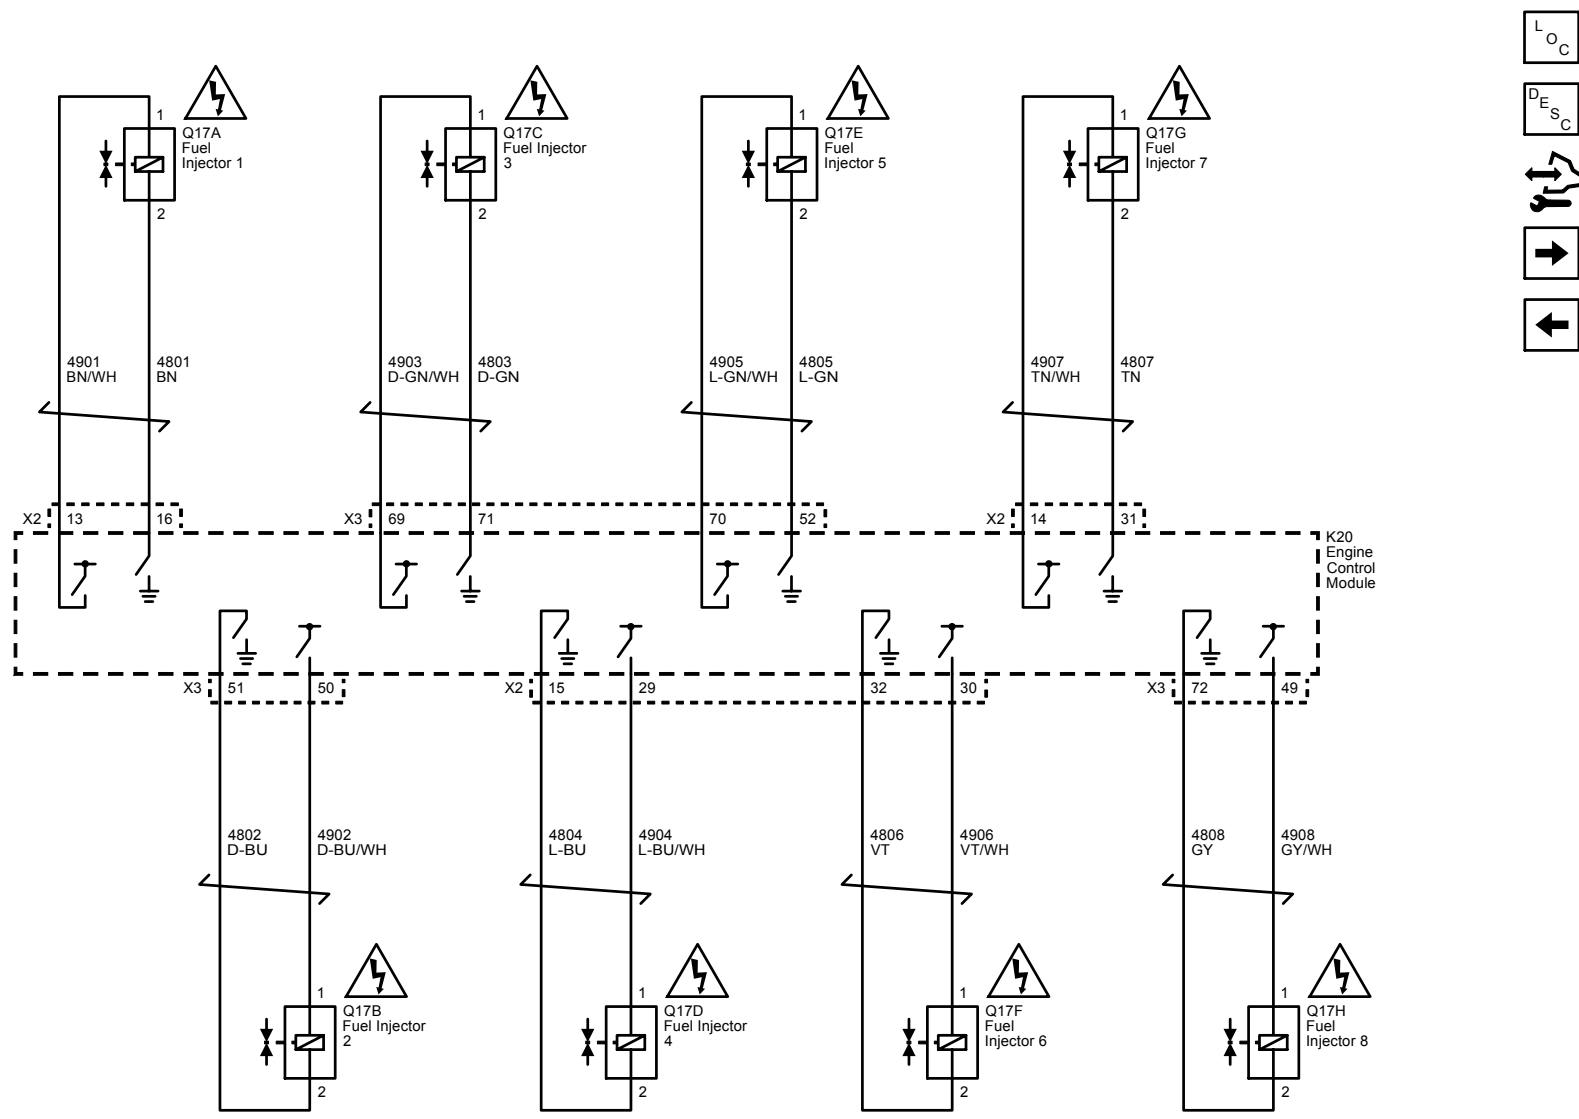 L
O
C
D
E
S
C
1
Q17A
Fuel
Injector 1
2
1
Q17C
Fuel Injector
3
2
1
Q17E
Fuel
Injector 5
2
1
Q17G
Fuel
Injector 7
2
4901
BN/WH
4801
BN
4903
D-GN/WH
4803
D-GN
4905
L-GN/WH
4805
L-GN
4907
TN/WH
4807
TN
X2 13 16
X3 69 71 70 52
X2 14 31
K20
Engine
Control
Module
X3 51 50
X2 15 29 32 30
X3 72 49
4802
D-BU
4902
D-BU/WH
4804
L-BU
4904
L-BU/WH
4806
VT
4906
VT/WH
4808
GY
4908
GY/WH
1
Q17B
Fuel Injector
2
2
1
Q17D
Fuel Injector
4
2
1
Q17F
Fuel
Injector 6
2
1
Q17H
Fuel
Injector 8
2